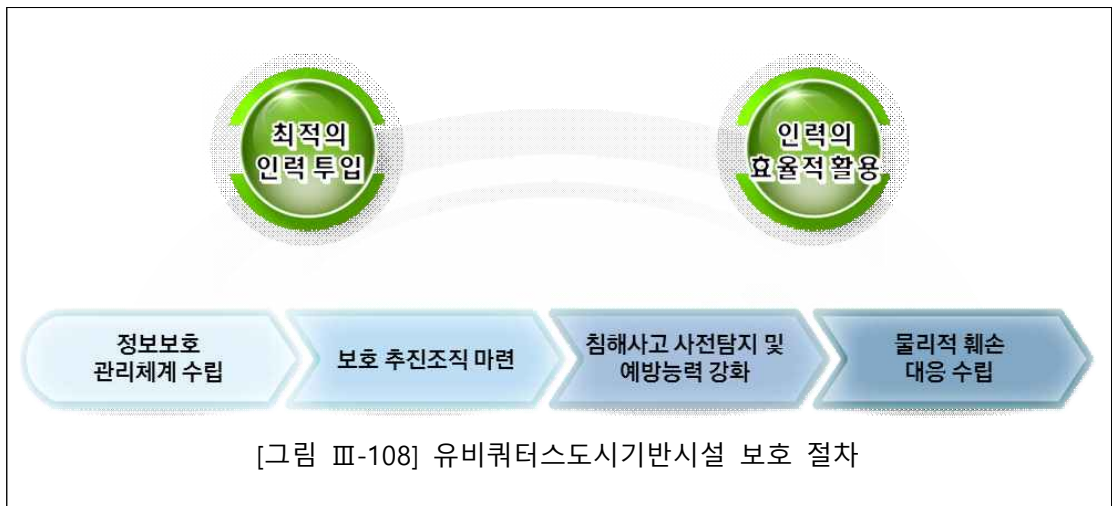 최적의
인력 투입
인력의
효율적 활용
정보보호
관리체계 수립
보호 추진조직 마련
침해사고 사전탐지 및
예방능력 강화
물리적 훼손
대응 수립
[그림 Ⅲ-108] 유비쿼터스도시기반시설 보호 절차